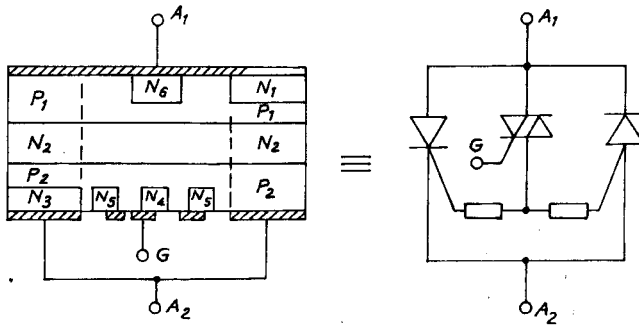 A1 A1
P1 N6 N1
P1
N2 N2
P2
N3 N5 N4 N5 P2
G
G
A2 A2